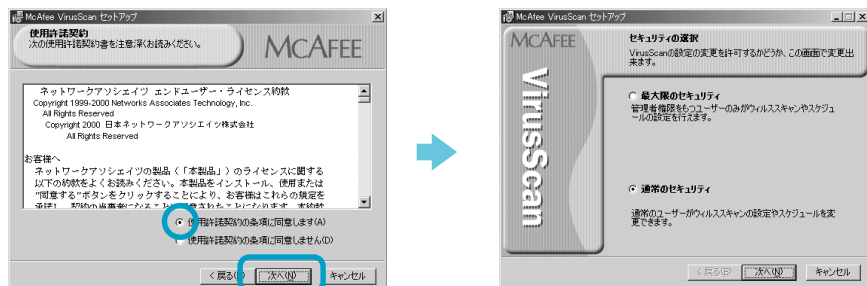 McAfee VirusScan セットアップ
使用許諾契約
次の使用許諾契約書を注意深くお読みください。
MCAFEE
ネットワークアソシエイツ エンドユーザー・ライセンス約款
Copyright 1999-2000 Networks Associates Technology, Inc.
All Rights Reserved
Copyright 2000 日本ネットワークアソシエイツ株式会社
All Rights Reserved
お客様へ
ネットワークアソシエイツの製品(「本製品」)のライセンスに関する
以下の約款をよくお読みください。本製品をインストール、使用または
"同意する"ボタンをクリックすることにより、お客様はこれらの規定を
使用許諾契約の条項に同意します(A)
使用許諾契約の条項に同意しません(D)
< 戻る(
次へ(N)
キャンセル
McAfee VirusScan セットアップ
MCAFEE
VirusScan
セキュリティの選択
VirusScanの設定の変更を許可するかどうか、この画面で変更出
来ます。
最大限のセキュリティ
管理者権限をもつユーザーのみがウィルススキャンやスケジュ
ールの設定を行えます。
通常のセキュリティ
通常のユーザーがウィルススキャンの設定やスケジュールを変
更できます。
< 戻る(B)
次へ(N)
キャンセル